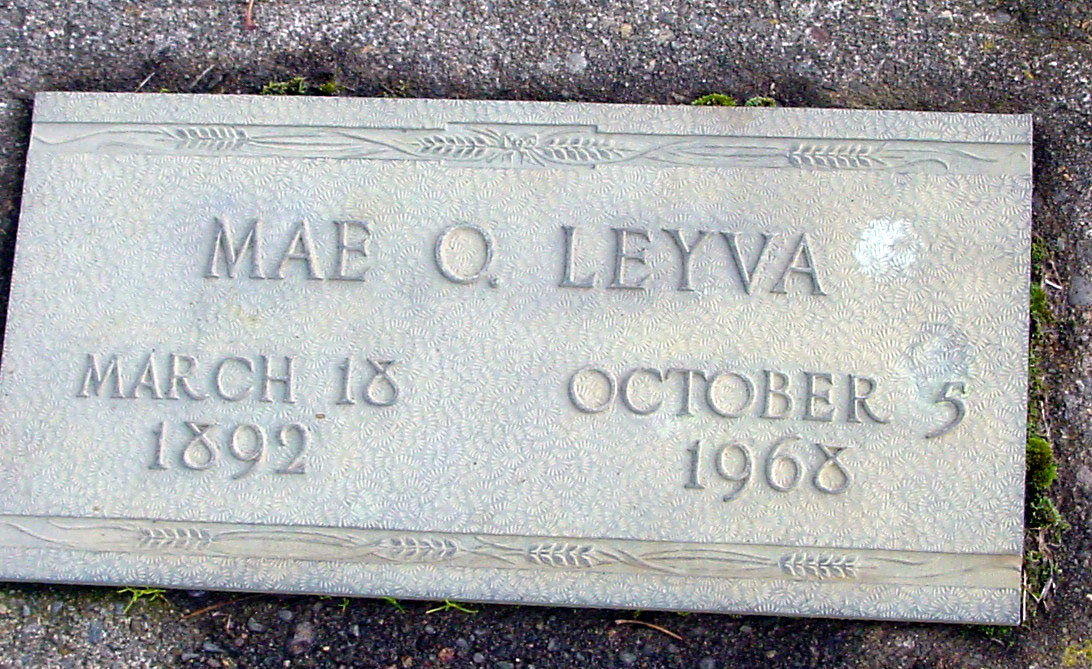 MAE O. LEYVA
MARCH 18 OCTOBER 5
1892 1968